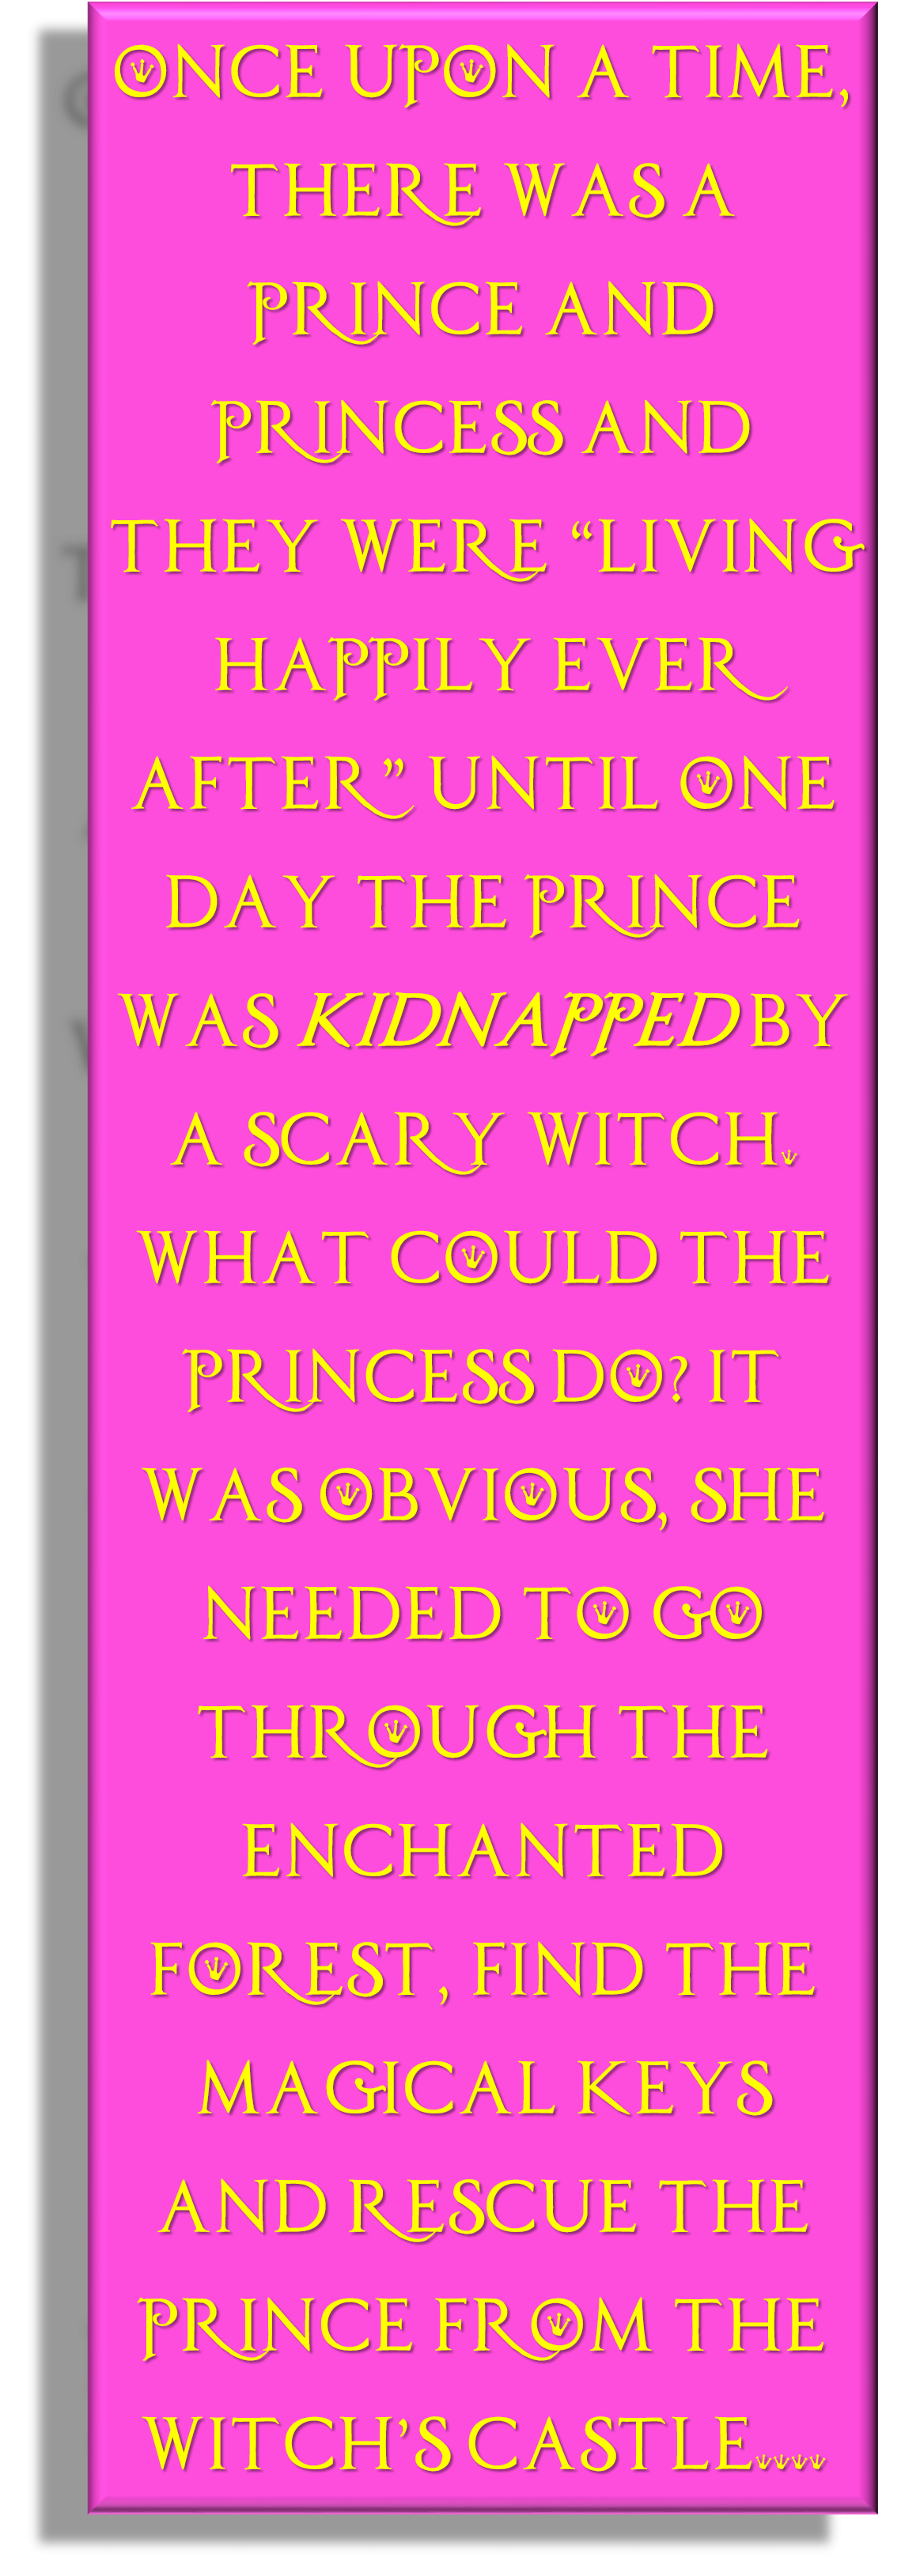 ONCE UPON A TIME,
THERE WAS A
PRINCE AND
PRINCESS AND
THEY WERE “LIVING
HAPPILY EVER
AFTER” UNTIL ONE
DAY THE PRINCE
WAS KIDNAPPED BY
A SCARY WITCH.
WHAT COULD THE
PRINCESS DO? IT
WAS OBVIOUS, SHE
NEEDED TO GO
THROUGH THE
ENCHANTED
FOREST, FIND THE
MAGICAL KEYS
AND RESCUE THE
PRINCE FROM THE
WITCH’S CASTLE....